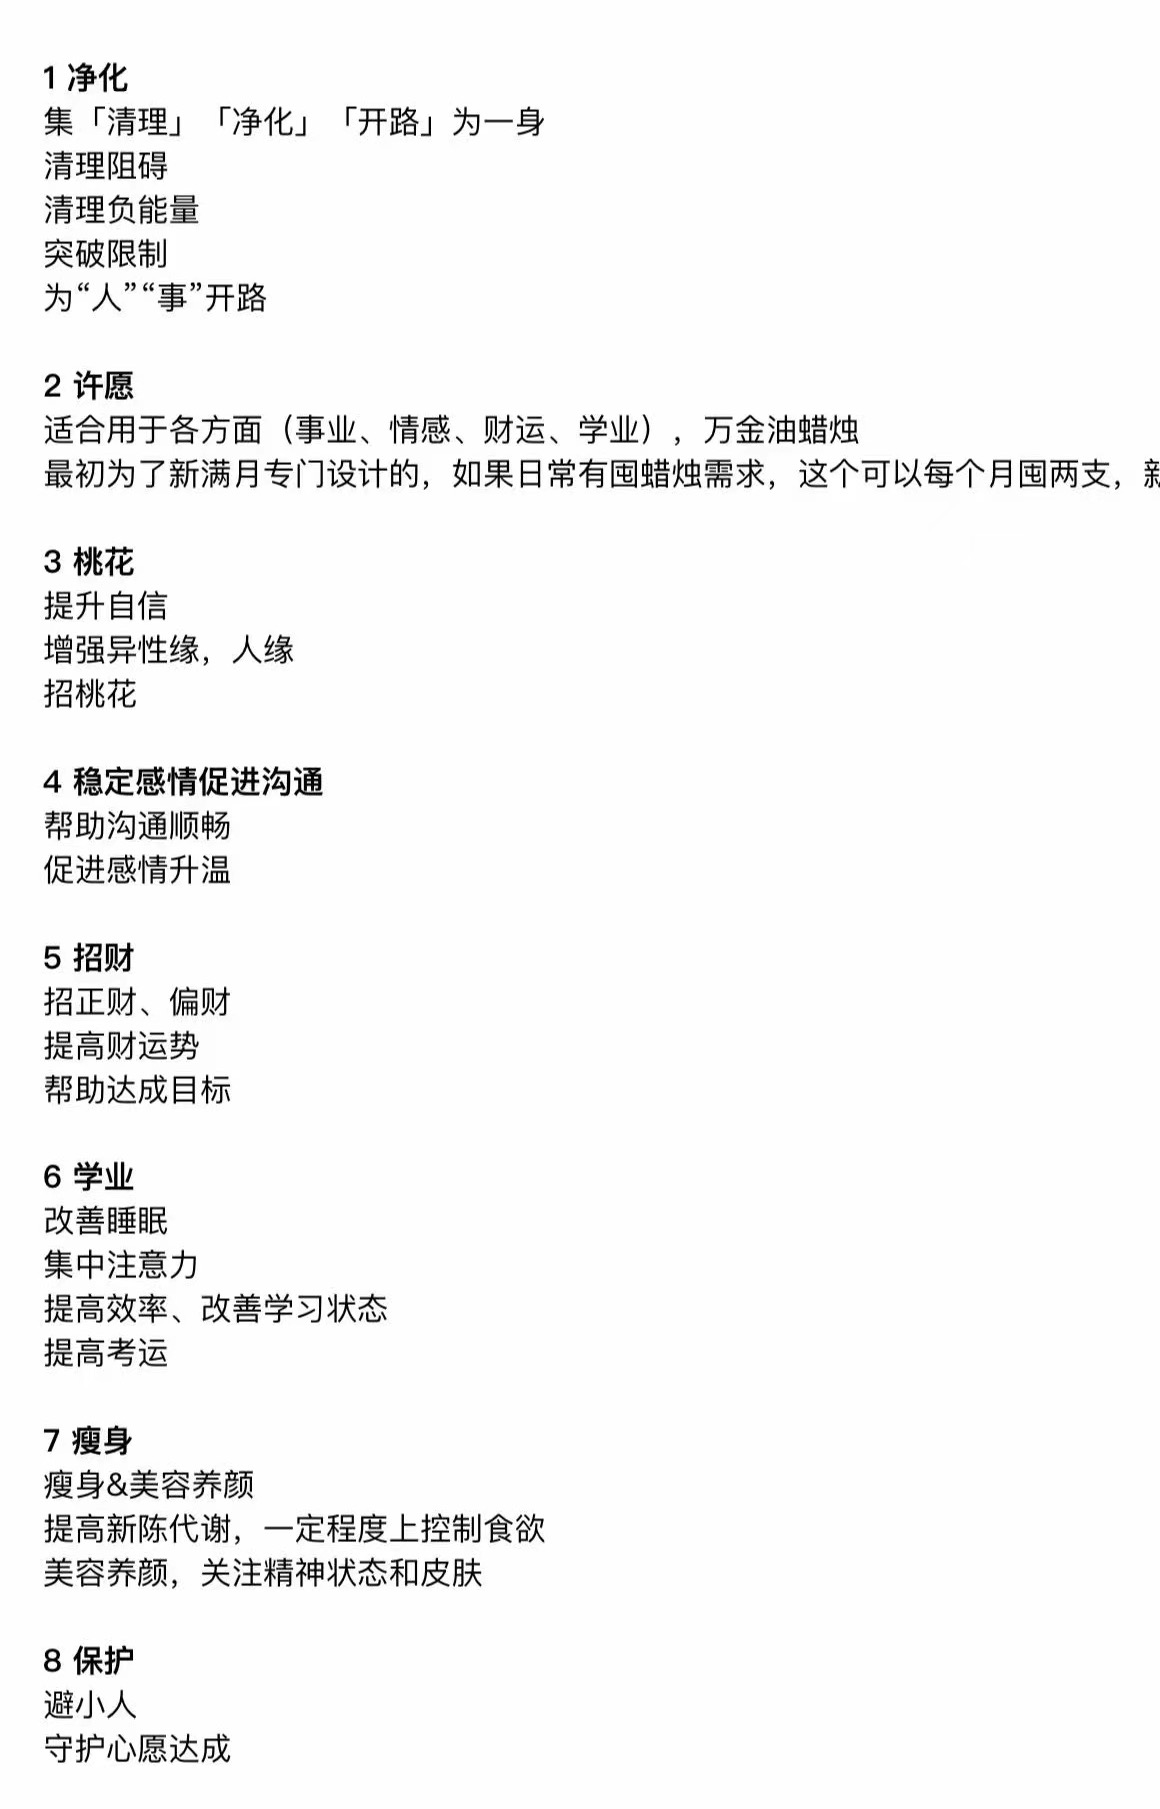 1 净化
集「清理」「净化」「开路」为一身
清理阻碍
清理负能量
突破限制
为“人”“事”开路
2 许愿
适合用于各方面（事业、情感、财运、学业），万金油蜡烛
最初为了新满月专门设计的，如果日常有囤蜡烛需求，这个可以每个月囤两支，
3 桃花
提升自信
增强异性缘，人缘
招桃花
4 稳定感情促进沟通
帮助沟通顺畅
促进感情升温
5 招财
招正财、偏财
提高财运势
帮助达成目标
6 学业
改善睡眠
集中注意力
提高效率、改善学习状态
提高考运
7 瘦身
瘦身&美容养颜
提高新陈代谢，一定程度上控制食欲
美容养颜，关注精神状态和皮肤
8 保护
避小人
守护心愿达成